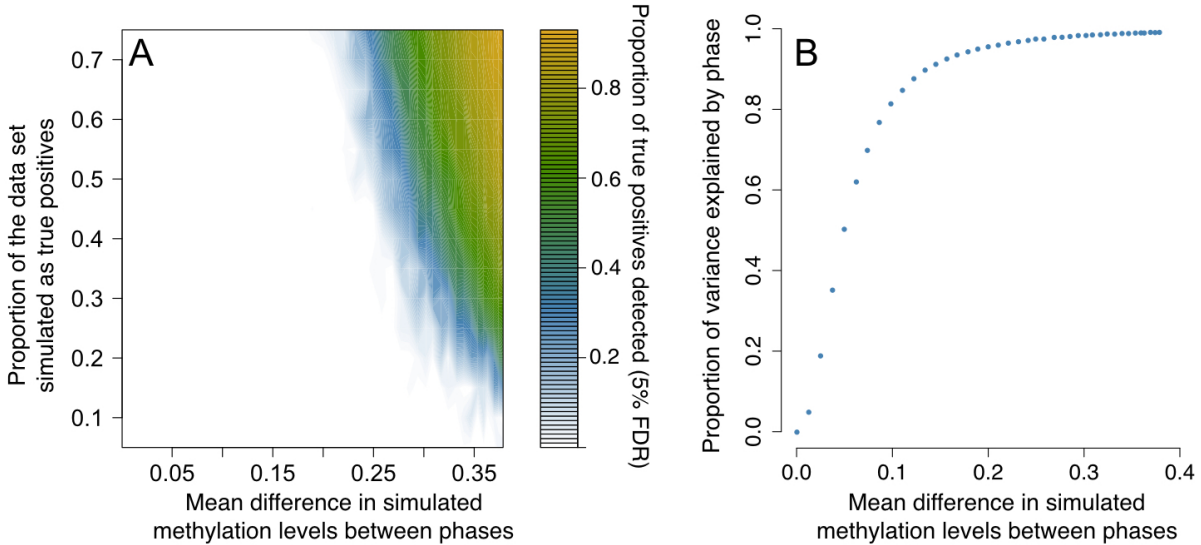 A
Proportion of the data set
simulated as true positives
0.7
0.6
0.5
0.4
0.3
0.2
0.1
0.05
0.15
0.25
0.35
Mean difference in simulated
methylation levels between phases
0.8
0.6
0.4
0.2
Proportion of true positives detected (5% FDR)
B
Proportion of variance explained by phase
1.0
0.8
0.6
0.4
0.2
0.0
0.0
0.1
0.2
0.3
0.4
Mean difference in simulated
methylation levels between phases